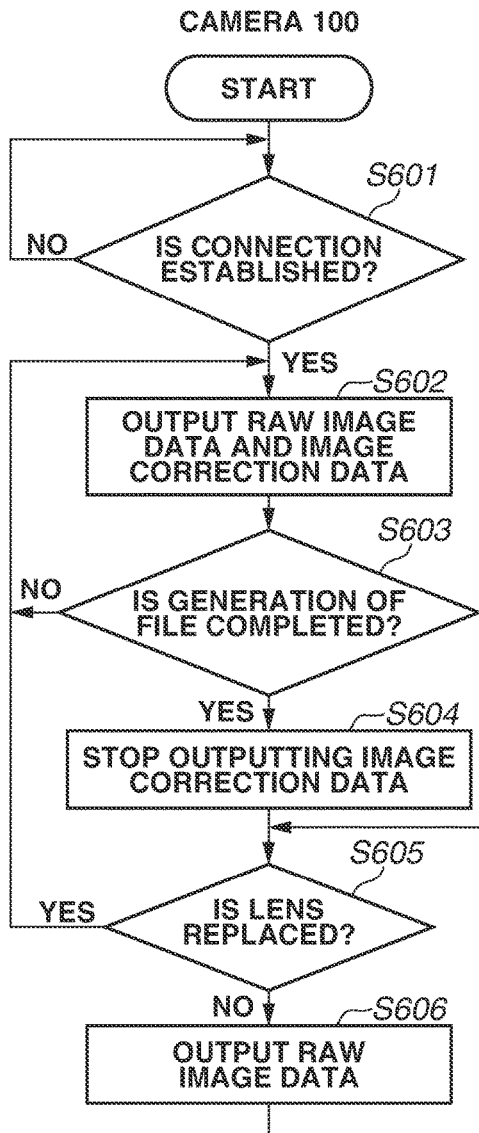 CAMERA 100
START
S601
NO
IS CONNECTION
ESTABLISHED?
YES
S602
OUTPUT RAW IMAGE
DATA AND IMAGE
CORRECTION DATA
S603
NO
IS GENERATION OF
FILE COMPLETED?
YES
S604
STOP OUTPUTTING IMAGE
CORRECTION DATA
S605
YES
IS LENS
REPLACED?
NO
S606
OUTPUT RAW
IMAGE DATA